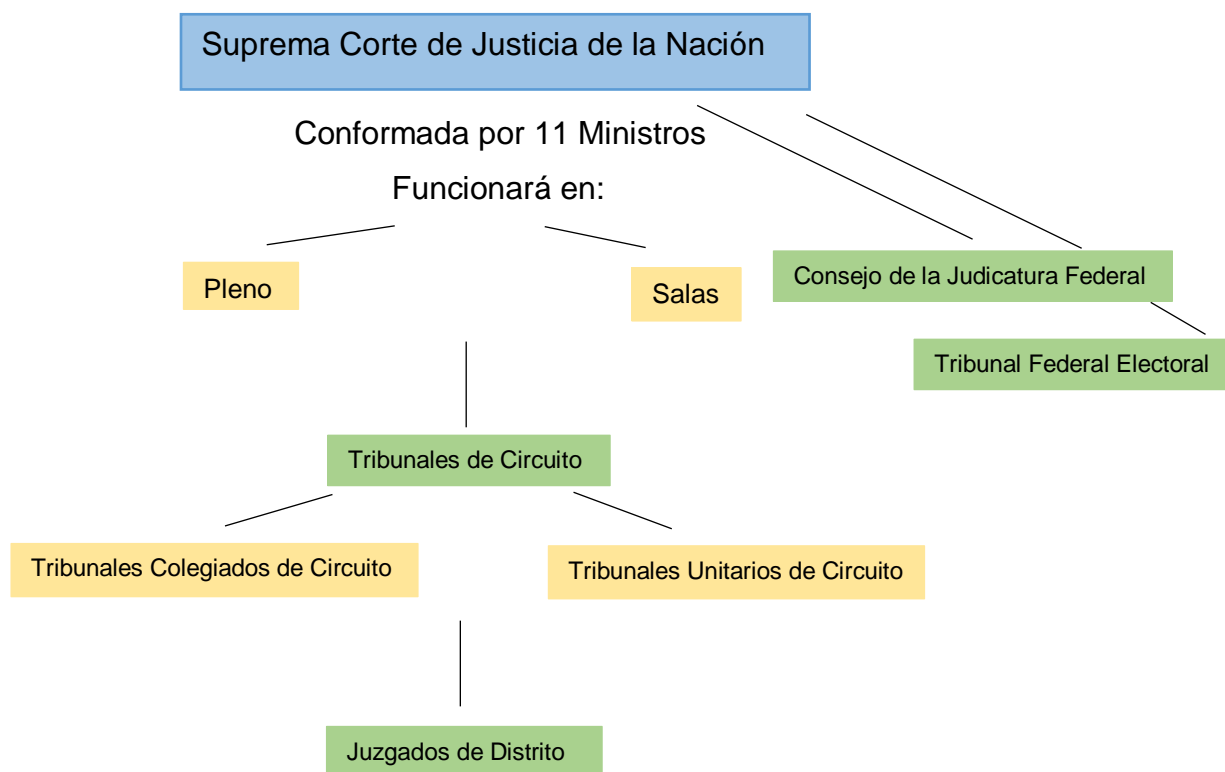 Suprema Corte de Justicia de la Nación
Conformada por 11 Ministros
Funcionará en:
Pleno
Salas
Consejo de la Judicatura Federal
Tribunal Federal Electoral
Tribunales de Circuito
Tribunales Colegiados de Circuito
Tribunales Unitarios de Circuito
Juzgados de Distrito